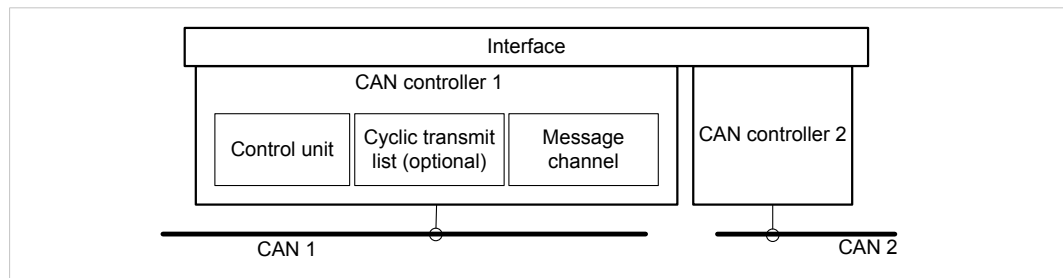 Interface
CAN controller 1
CAN controller 2
Control unit
Cyclic transmit
list (optional)
Message
channel
CAN 1
CAN 2